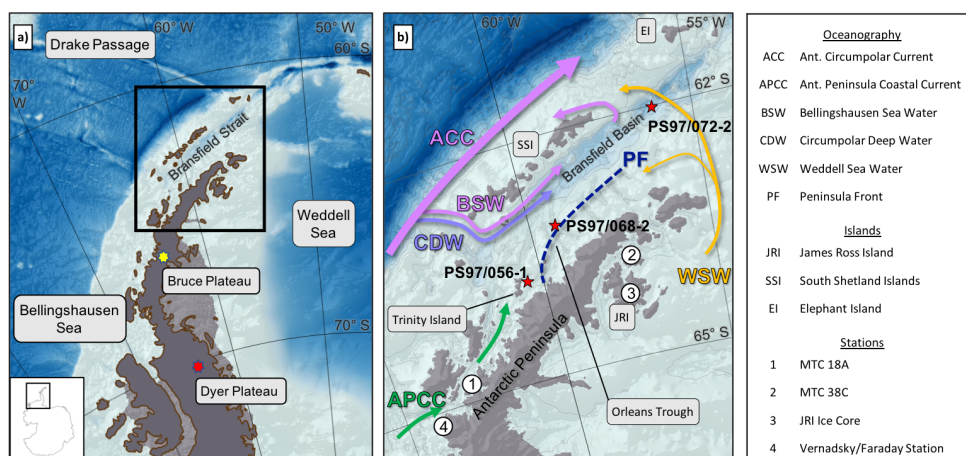 a)
60° W
60° S
Drake Passage
70°
W
Bransfield Strait
Weddell
Sea
Bruce Plateau
Bellingshausen
Sea
70° S
Dyer Plateau
b)
60° W
EI
55°
W
62° S
ACC
SSI
PS97/072-2
Bransfield Basin
PF
BSW
CDW
PS97/068-2
2
WSW
PS97/056-1
3
JRI
Trinity Island
65° S
Antarctic Peninsula
1
APCC
Orleans Trough
4
Oceanography
ACC Ant. Circumpolar Current
APCC Ant. Peninsula Coastal Current
BSW Bellingshausen Sea Water
CDW Circumpolar Deep Water
WSW Weddell Sea Water
PF Peninsula Front
Islands
JRI James Ross Island
SSI South Shetland Islands
EI Elephant Island
Stations
1 MTC 18A
2 MTC 38C
3 JRI Ice Core
4 Vernadsky/Faraday Station